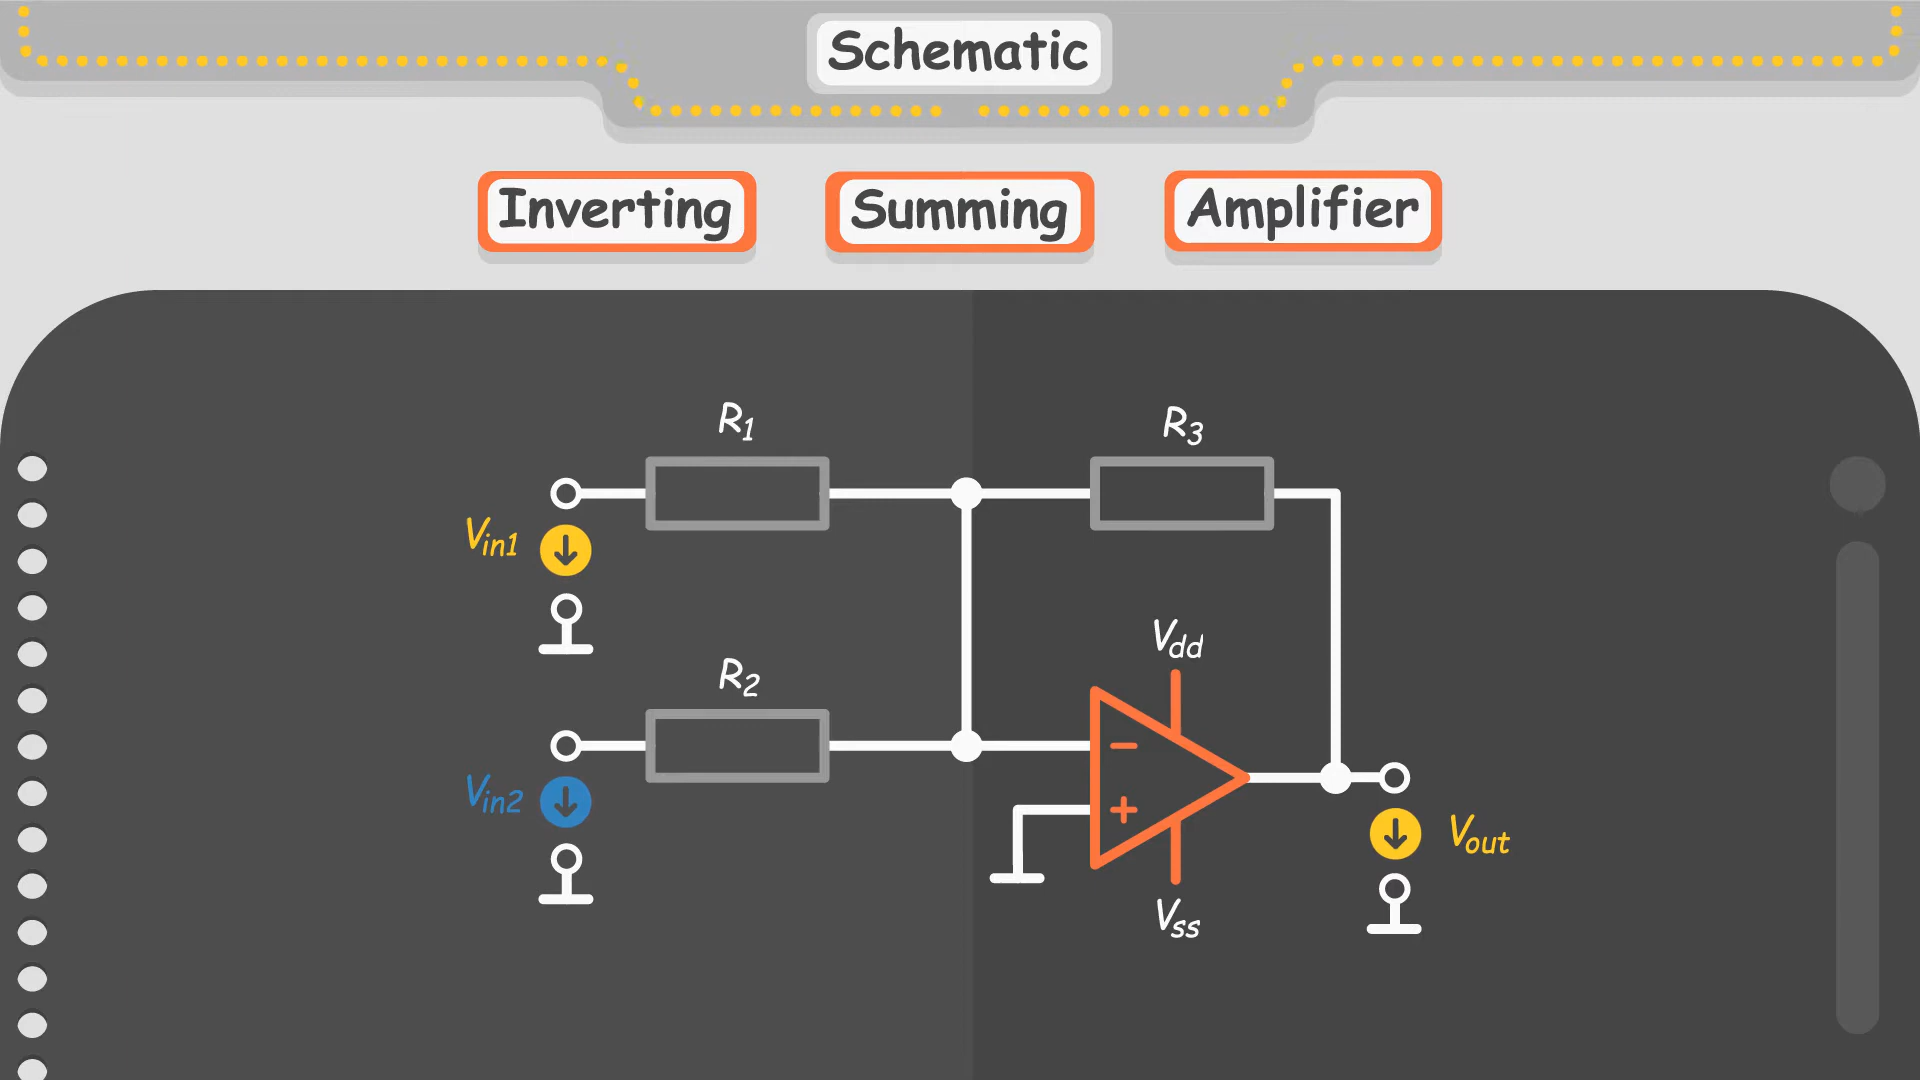 Schematic
Inverting Summing Amplifier
R1
R3
Vin1
Vdd
R2
−
Vin2
+
Vout
Vss